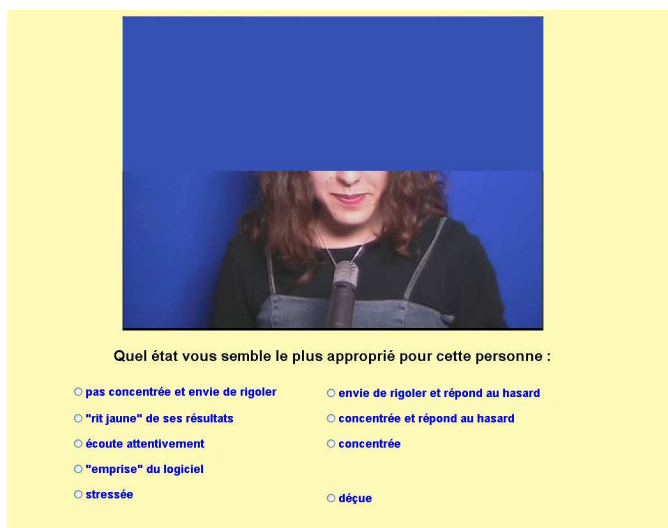 Quel état vous semble le plus approprié pour cette personne :
pas concentrée et envie de rigoler
envie de rigoler et répond au hasard
"rit jaune" de ses résultats
concentrée et répond au hasard
écoute attentivement
concentrée
"emprise" du logiciel
stressée
déçue